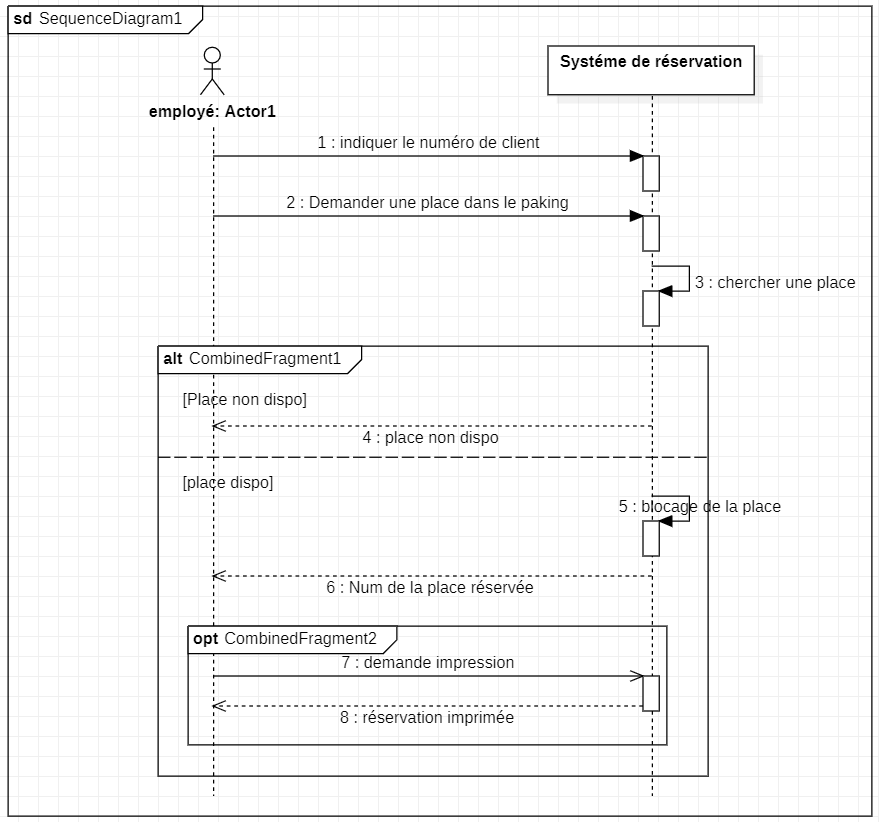 sd SequenceDiagram1
employé: Actor1
Systéme de réservation
1 : indiquer le numéro de client
2 : Demander une place dans le paking
3 : chercher une place
alt CombinedFragment1
[Place non dispo]
4 : place non dispo
[place dispo]
5 : blocage de la place
6 : Num de la place réservée
opt CombinedFragment2
7 : demande impression
8 : réservation imprimée